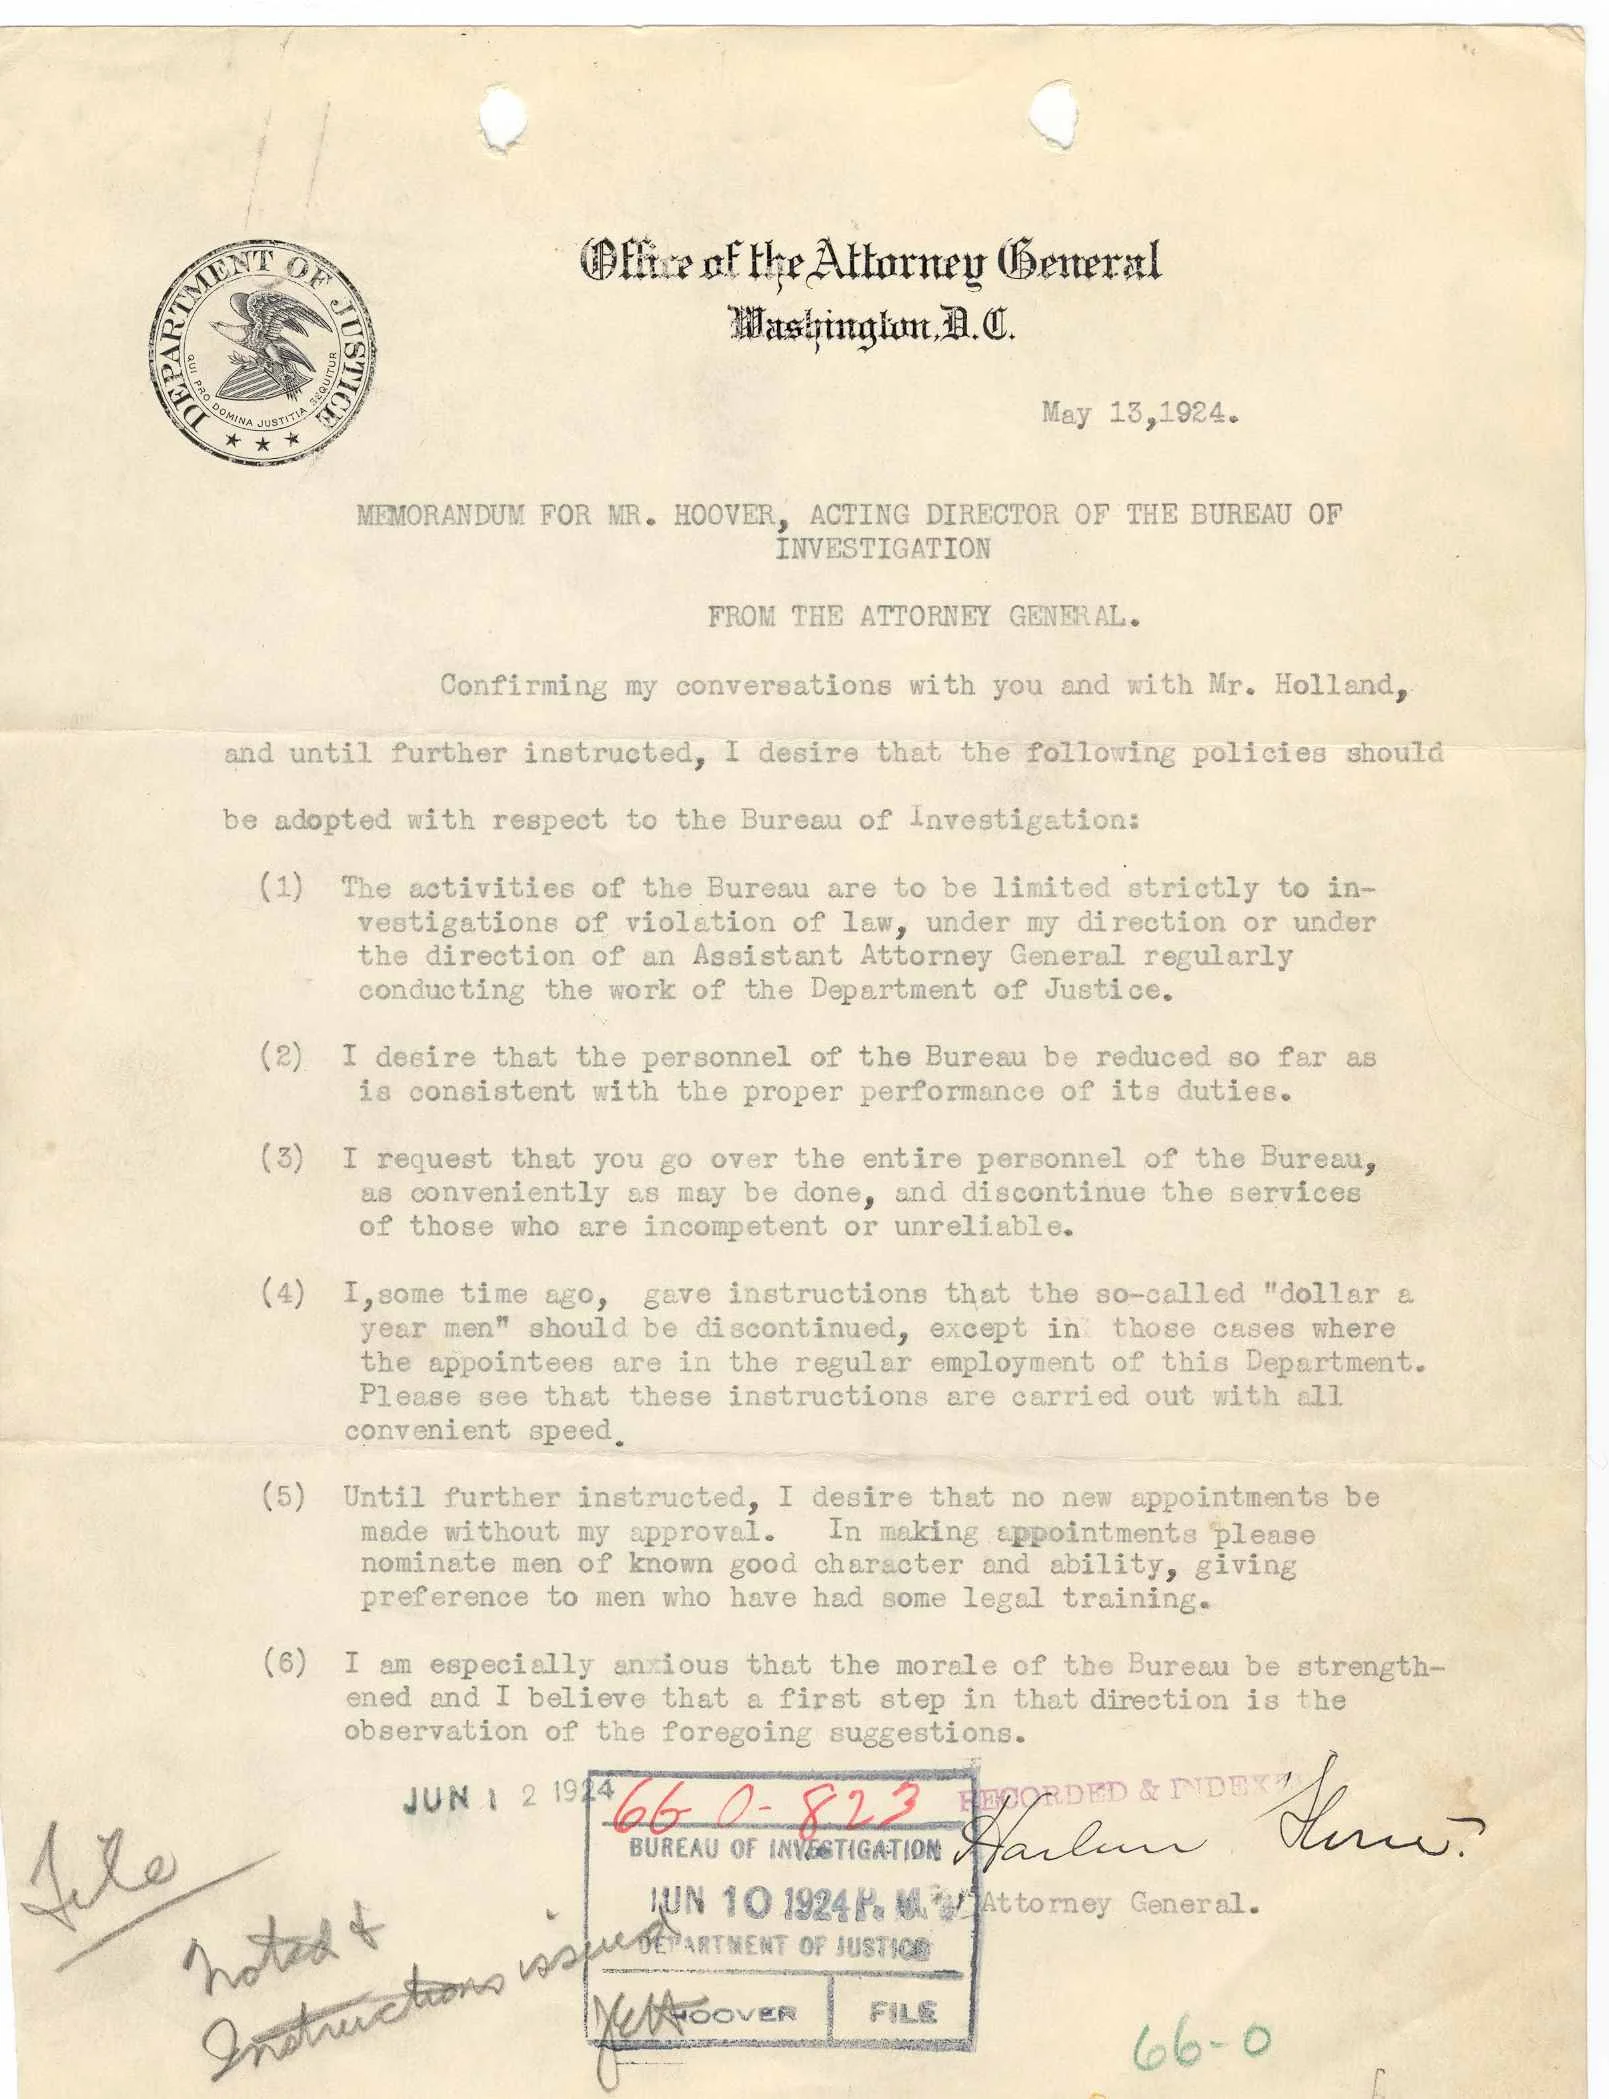 Office of the Attorney General
Washington, D.C.
DEPARTMENT OF JUSTICE
QUI PRO DOMINA JUSTITIA SEQUITUR
May 13,1924.
MEMORANDUM FOR MR. HOOVER, ACTING DIRECTOR OF THE BUREAU OF
INVESTIGATION
FROM THE ATTORNEY GENERAL.
Confirming my conversations with you and with Mr. Holland,
and until further instructed, I desire that the following policies should
be adopted with respect to the Bureau of Investigation:
(1) The activities of the Bureau are to be limited strictly to in-
vestigations of violation of law, under my direction or under
the direction of an Assistant Attorney General regularly
conducting the work of the Department of Justice.
(2) I desire that the personnel of the Bureau be reduced so far as
is consistent with the proper performance of its duties.
(3) I request that you go over the entire personnel of the Bureau,
as conveniently as may be done, and discontinue the services
of those who are incompetent or unreliable.
(4) I,some time ago, gave instructions that the so-called "dollar a
year men" should be discontinued, except in those cases where
the appointees are in the regular employment of this Department.
Please see that these instructions are carried out with all
convenient speed.
(5) Until further instructed, I desire that no new appointments be
made without my approval. In making appointments please
nominate men of known good character and ability, giving
preference to men who have had some legal training.
(6) I am especially anxious that the morale of the Bureau be strength-
ened and I believe that a first step in that direction is the
observation of the foregoing suggestions.
JUN 12 1924
66-0-823
RECORDED & INDEXED
BUREAU OF INVESTIGATION
Harlan Stone.
JUN 10 1924 P. M.
Attorney General.
DEPARTMENT OF JUSTICE
HOOVER
FILE
File
Noted &
Instructions issued
JEH
66-0